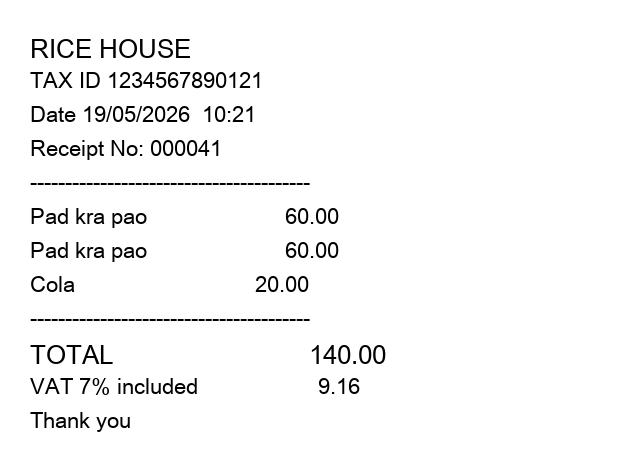 RICE HOUSE
TAX ID 1234567890121
Date 19/05/2026  10:21
Receipt No: 000041
----------------------------------------
Pad kra pao 60.00
Pad kra pao 60.00
Cola 20.00
----------------------------------------
TOTAL 140.00
VAT 7% included 9.16
Thank you